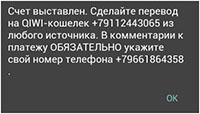 Счет выставлен. Сделайте перевод
на QIWI-кошелек +79112443065 из
любого источника. В комментарии к
платежу ОБЯЗАТЕЛЬНО укажите
свой номер телефона +79661864358
.
OK